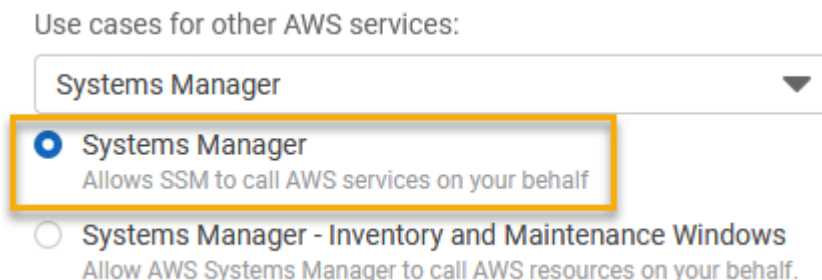 Use cases for other AWS services:
Systems Manager
Systems Manager
Allows SSM to call AWS services on your behalf
Systems Manager - Inventory and Maintenance Windows
Allow AWS Systems Manager to call AWS resources on your behalf.